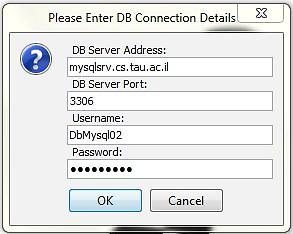 Please Enter DB Connection Details
DB Server Address:
mysqlsrv.cs.tau.ac.il
DB Server Port:
3306
Username:
DbMysql02
Password:
●●●●●●●●●
OK
Cancel